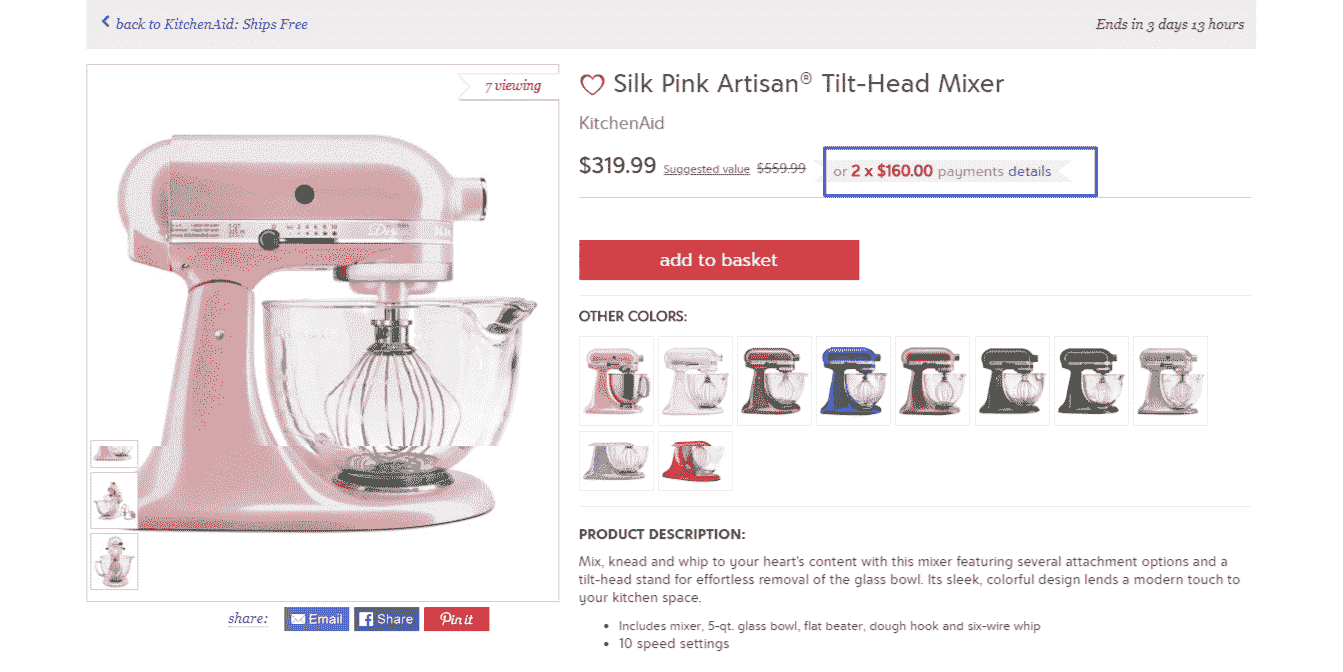 back to KitchenAid: Ships Free
Ends in 3 days 13 hours
7 viewing
Silk Pink Artisan® Tilt-Head Mixer
KitchenAid
$319.99 Suggested value $559.99 or 2 x $160.00 payments details
add to basket
OTHER COLORS:
PRODUCT DESCRIPTION:
Mix, knead and whip to your heart's content with this mixer featuring several attachment options and a
tilt-head stand for effortless removal of the glass bowl. Its sleek, colorful design lends a modern touch to
your kitchen space.
• Includes mixer, 5-qt. glass bowl, flat beater, dough hook and six-wire whip
• 10 speed settings
share: Email Share Pin it